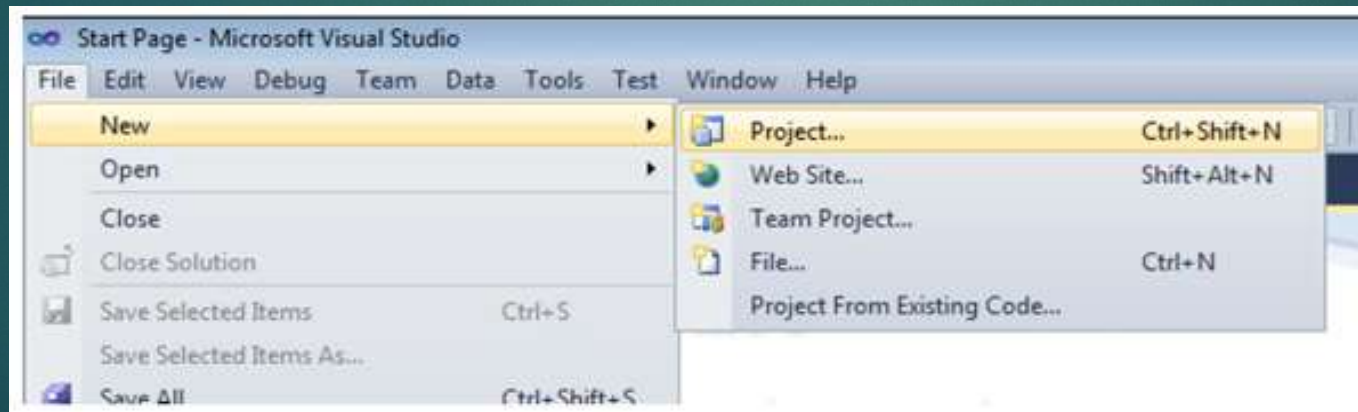 Start Page - Microsoft Visual Studio
File Edit View Debug Team Data Tools Test Window Help
New
Open
Close
Close Solution
Save Selected Items Ctrl+S
Save Selected Items As...
Save All Ctrl+Shift+S
Project... Ctrl+Shift+N
Web Site... Shift+Alt+N
Team Project...
File... Ctrl+N
Project From Existing Code...